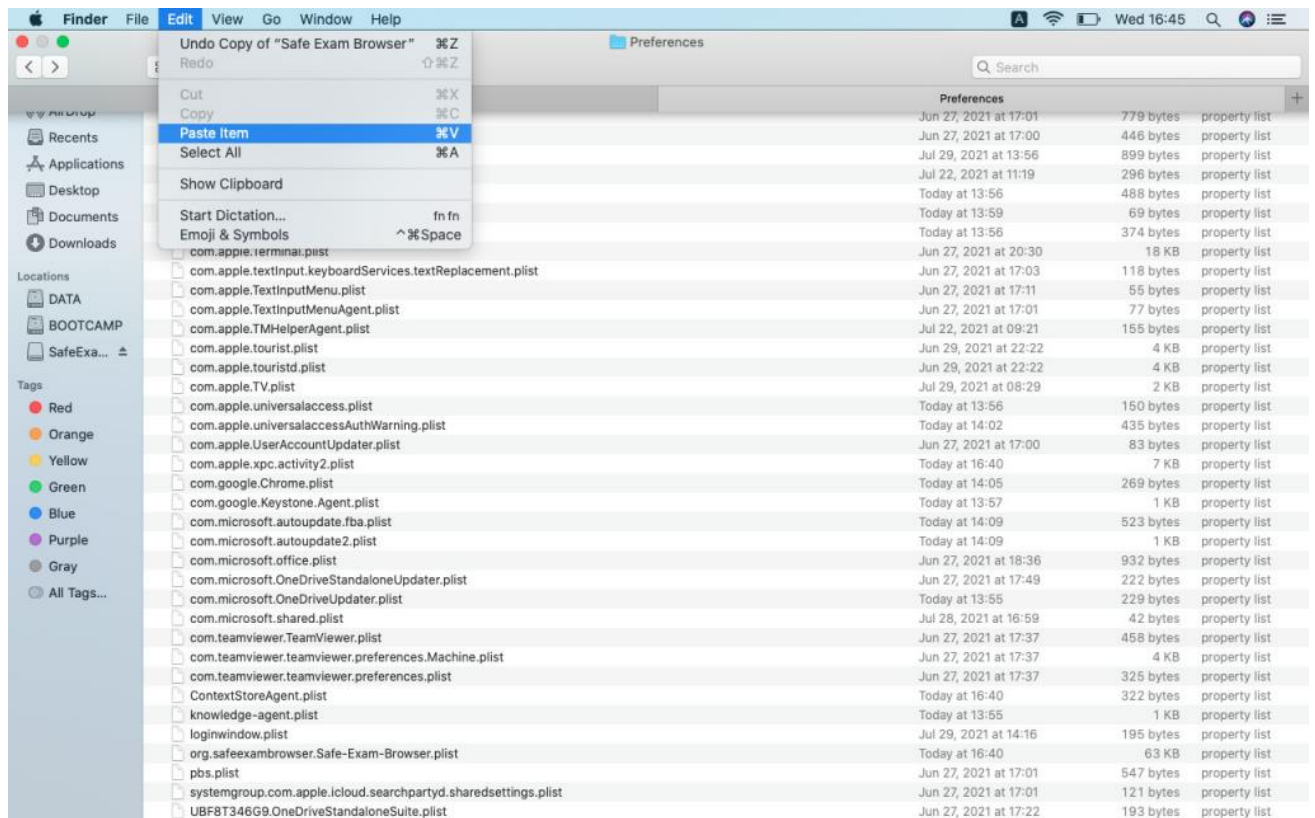 Finder File Edit View Go Window Help A Wed 16:45
Preferences
Search
Preferences +
Undo Copy of “Safe Exam Browser” ⌘Z
Redo ⇧⌘Z
Cut ⌘X
Copy ⌘C
Paste Item ⌘V
Select All ⌘A
Show Clipboard
Start Dictation... fn fn
Emoji & Symbols ^⌘Space
AirDrop
Recents
Applications
Desktop
Documents
Downloads
Locations
DATA
BOOTCAMP
SafeExa...
Tags
Red
Orange
Yellow
Green
Blue
Purple
Gray
All Tags...
Jun 27, 2021 at 17:01 779 bytes property list
Jun 27, 2021 at 17:00 446 bytes property list
Jul 29, 2021 at 13:56 899 bytes property list
Jul 22, 2021 at 11:19 296 bytes property list
Today at 13:56 488 bytes property list
Today at 13:59 69 bytes property list
Today at 13:56 374 bytes property list
com.apple.Terminal.plist Jun 27, 2021 at 20:30 18 KB property list
com.apple.textInput.keyboardServices.textReplacement.plist Jun 27, 2021 at 17:03 118 bytes property list
com.apple.TextInputMenu.plist Jun 27, 2021 at 17:11 55 bytes property list
com.apple.TextInputMenuAgent.plist Jun 27, 2021 at 17:01 77 bytes property list
com.apple.TMHelperAgent.plist Jul 22, 2021 at 09:21 155 bytes property list
com.apple.tourist.plist Jun 29, 2021 at 22:22 4 KB property list
com.apple.touristd.plist Jun 29, 2021 at 22:22 4 KB property list
com.apple.TV.plist Jul 29, 2021 at 08:29 2 KB property list
com.apple.universalaccess.plist Today at 13:56 150 bytes property list
com.apple.universalaccessAuthWarning.plist Today at 14:02 435 bytes property list
com.apple.UserAccountUpdater.plist Jun 27, 2021 at 17:00 83 bytes property list
com.apple.xpc.activity2.plist Today at 16:40 7 KB property list
com.google.Chrome.plist Today at 14:05 269 bytes property list
com.google.Keystone.Agent.plist Today at 13:57 1 KB property list
com.microsoft.autoupdate.fba.plist Today at 14:09 523 bytes property list
com.microsoft.autoupdate2.plist Today at 14:09 1 KB property list
com.microsoft.office.plist Jun 27, 2021 at 18:36 932 bytes property list
com.microsoft.OneDriveStandaloneUpdater.plist Jun 27, 2021 at 17:49 222 bytes property list
com.microsoft.OneDriveUpdater.plist Today at 13:55 229 bytes property list
com.microsoft.shared.plist Jul 28, 2021 at 16:59 42 bytes property list
com.teamviewer.TeamViewer.plist Jun 27, 2021 at 17:37 458 bytes property list
com.teamviewer.teamviewer.preferences.Machine.plist Jun 27, 2021 at 17:37 4 KB property list
com.teamviewer.teamviewer.preferences.plist Jun 27, 2021 at 17:37 325 bytes property list
ContextStoreAgent.plist Today at 16:40 322 bytes property list
knowledge-agent.plist Today at 13:55 1 KB property list
loginwindow.plist Jul 29, 2021 at 14:16 195 bytes property list
org.safeexambrowser.Safe-Exam-Browser.plist Today at 16:40 63 KB property list
pbs.plist Jun 27, 2021 at 17:01 547 bytes property list
systemgroup.com.apple.icloud.searchpartyd.sharedsettings.plist Jun 27, 2021 at 17:01 121 bytes property list
UBF8T346G9.OneDriveStandaloneSuite.plist Jun 27, 2021 at 17:22 193 bytes property list